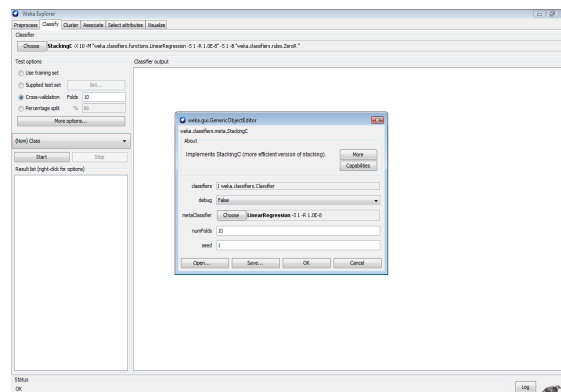 Weka Explorer
Preprocess Classify Cluster Associate Select attributes Visualize
Classifier
Choose StackingC -X 10 -M "weka.classifiers.functions.LinearRegression -S 1 -R 1.0E-8" -S 1 -B "weka.classifiers.rules.ZeroR "
Test options
Use training set
Supplied test set Set...
Cross-validation Folds 10
Percentage split % 66
More options...
(Nom) Class
Start Stop
Result list (right-click for options)
Classifier output
weka.gui.GenericObjectEditor
weka.classifiers.meta.StackingC
About
Implements StackingC (more efficient version of stacking).
More
Capabilities
classifiers 1 weka.classifiers.Classifier
debug False
metaClassifier Choose LinearRegression -S 1 -R 1.0E-8
numFolds 10
seed 1
Open... Save... OK Cancel
Status
OK
Log